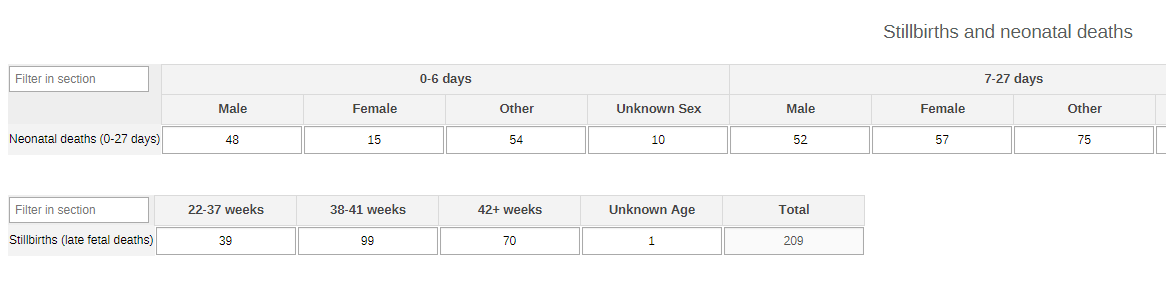 Stillbirths and neonatal deaths
Filter in section 0-6 days 7-27 days
Male Female Other Unknown Sex Male Female Other
Neonatal deaths (0-27 days) 48 15 54 10 52 57 75
Filter in section 22-37 weeks 38-41 weeks 42+ weeks Unknown Age Total
Stillbirths (late fetal deaths) 39 99 70 1 209